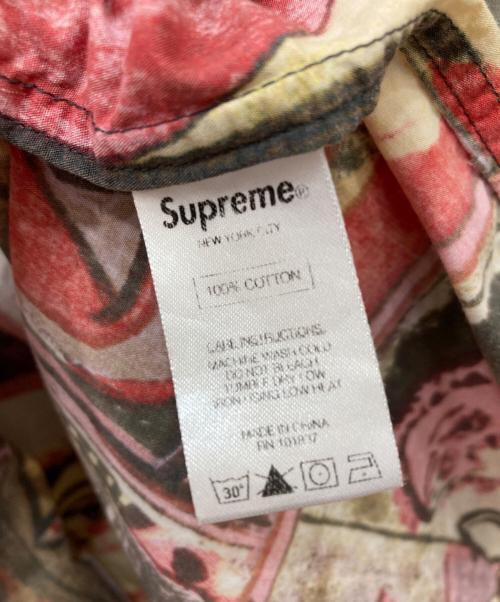 Supreme®
NEW YORK CITY
100% COTTON
CARE INSTRUCTIONS:
MACHINE WASH COLD
DO NOT BLEACH
TUMBLE DRY LOW
IRON USING LOW HEAT
MADE IN CHINA
RN 101837
30°